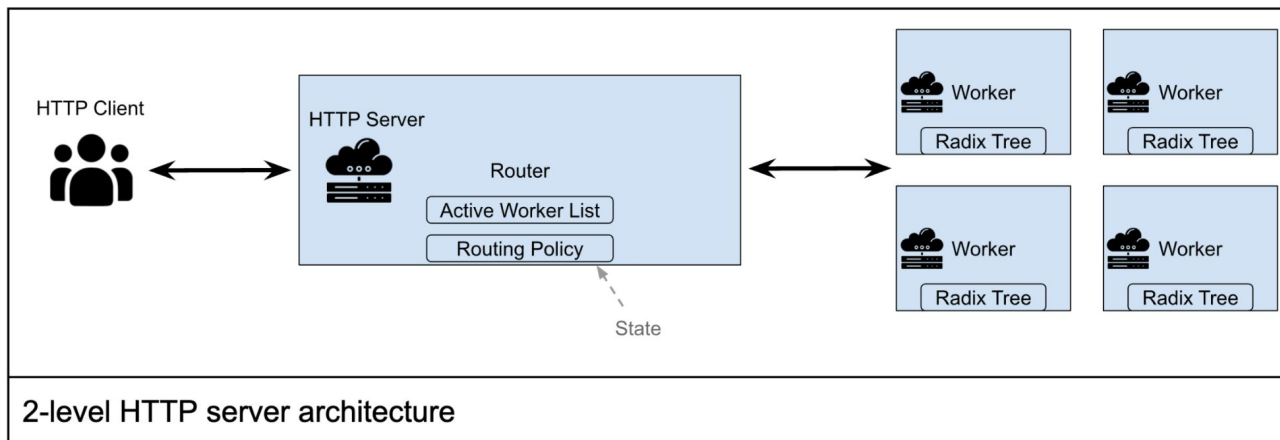 HTTP Client
HTTP Server
Router
Active Worker List
Routing Policy
State
Worker
Radix Tree
Worker
Radix Tree
Worker
Radix Tree
Worker
Radix Tree
2-level HTTP server architecture